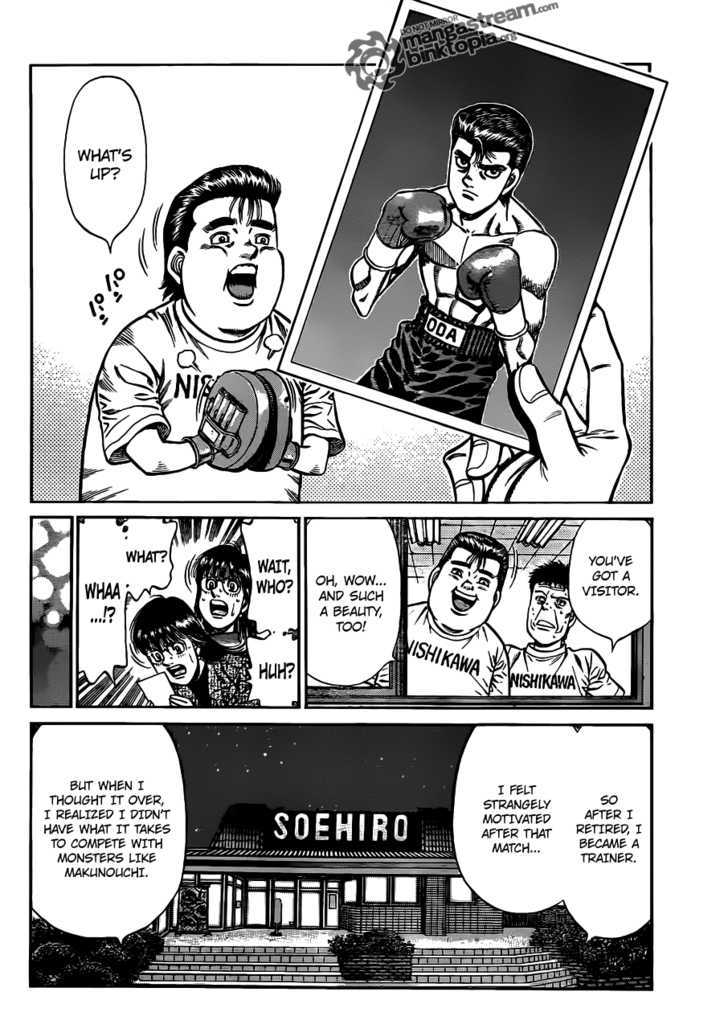 DO NOT MIRROR
mangastream.com
binktopia.org
WHAT'S
UP?
ODA
NISH
YOU'VE
GOT A
VISITOR.
OH, WOW...
AND SUCH
A BEAUTY,
TOO!
NISHIKAWA
NISHIKAWA
WAIT,
WHO?
WHAT?
WHAA
...!?
HUH?
SO
AFTER I
RETIRED, I
BECAME A
TRAINER.
I FELT
STRANGELY
MOTIVATED
AFTER THAT
MATCH...
BUT WHEN I
THOUGHT IT OVER,
I REALIZED I DIDN'T
HAVE WHAT IT TAKES
TO COMPETE WITH
MONSTERS LIKE
MAKUNOUCHI.
SOEHIRO